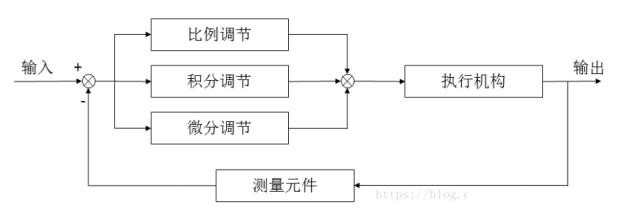 比例调节
输入 + 积分调节 执行机构 输出
-
微分调节
测量元件
https://blog.c